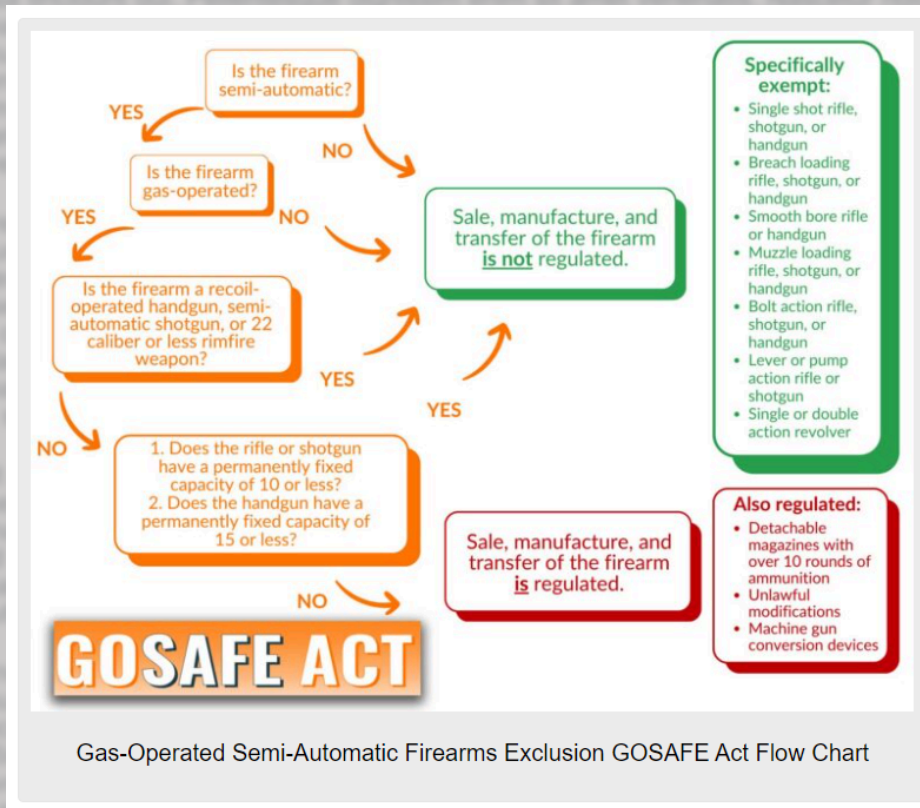 Is the firearm
semi-automatic?
YES
NO
Is the firearm
gas-operated?
YES
NO
Is the firearm a recoil-
operated handgun, semi-
automatic shotgun, or 22
caliber or less rimfire
weapon?
YES
NO
1. Does the rifle or shotgun
have a permanently fixed
capacity of 10 or less?
2. Does the handgun have a
permanently fixed capacity of
15 or less?
YES
NO
Sale, manufacture, and
transfer of the firearm
is not regulated.
Sale, manufacture, and
transfer of the firearm
is regulated.
Specifically
exempt:
• Single shot rifle,
shotgun, or
handgun
• Breach loading
rifle, shotgun, or
handgun
• Smooth bore rifle
or handgun
• Muzzle loading
rifle, shotgun, or
handgun
• Bolt action rifle,
shotgun, or
handgun
• Lever or pump
action rifle or
shotgun
• Single or double
action revolver
Also regulated:
• Detachable
magazines with
over 10 rounds of
ammunition
• Unlawful
modifications
• Machine gun
conversion devices
GOSAFE ACT
Gas-Operated Semi-Automatic Firearms Exclusion GOSAFE Act Flow Chart